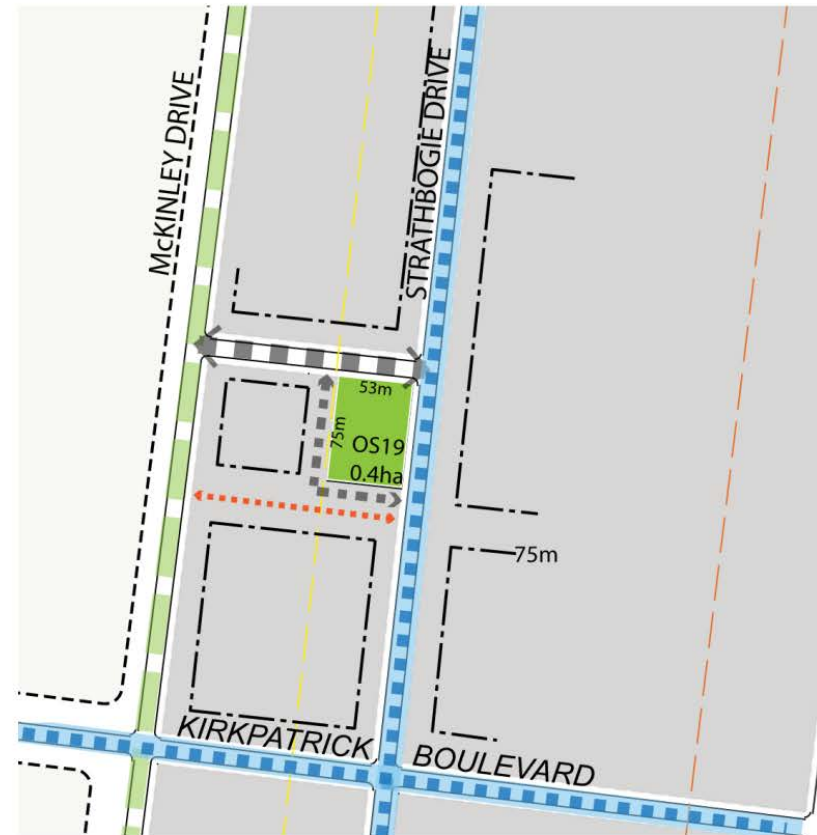 McKINLEY DRIVE
STRATHBOGIE DRIVE
53m
75m
OS19
0.4ha
75m
KIRKPATRICK BOULEVARD